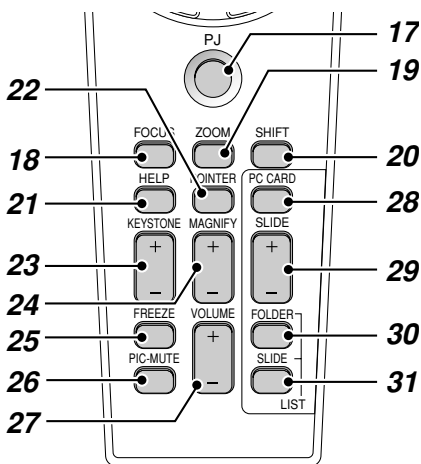 PJ
17
22
19
FOCUS ZOOM SHIFT
18
20
HELP POINTER PC CARD
21
28
KEYSTONE MAGNIFY SLIDE
+ + +
23
29
24
− − −
FREEZE VOLUME FOLDER
25
+
30
PIC-MUTE SLIDE
26
31
−
27
LIST